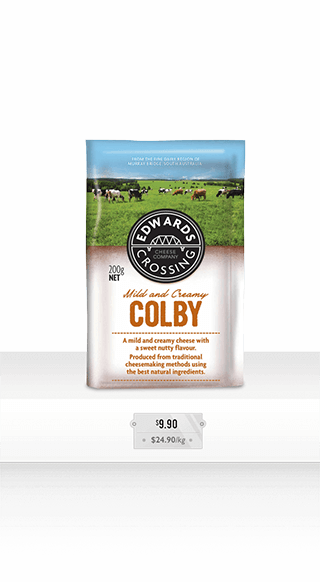 FROM THE FINE DAIRY REGION OF
MURRAY BRIDGE SOUTH AUSTRALIA
EDWARDS
CHEESE
COMPANY
CROSSING
200g
NET
Mild and Creamy
COLBY
A mild and creamy cheese with
a sweet nutty flavour.
Produced from traditional
cheesemaking methods using
the best natural ingredients.
$9.90
$24.90/kg